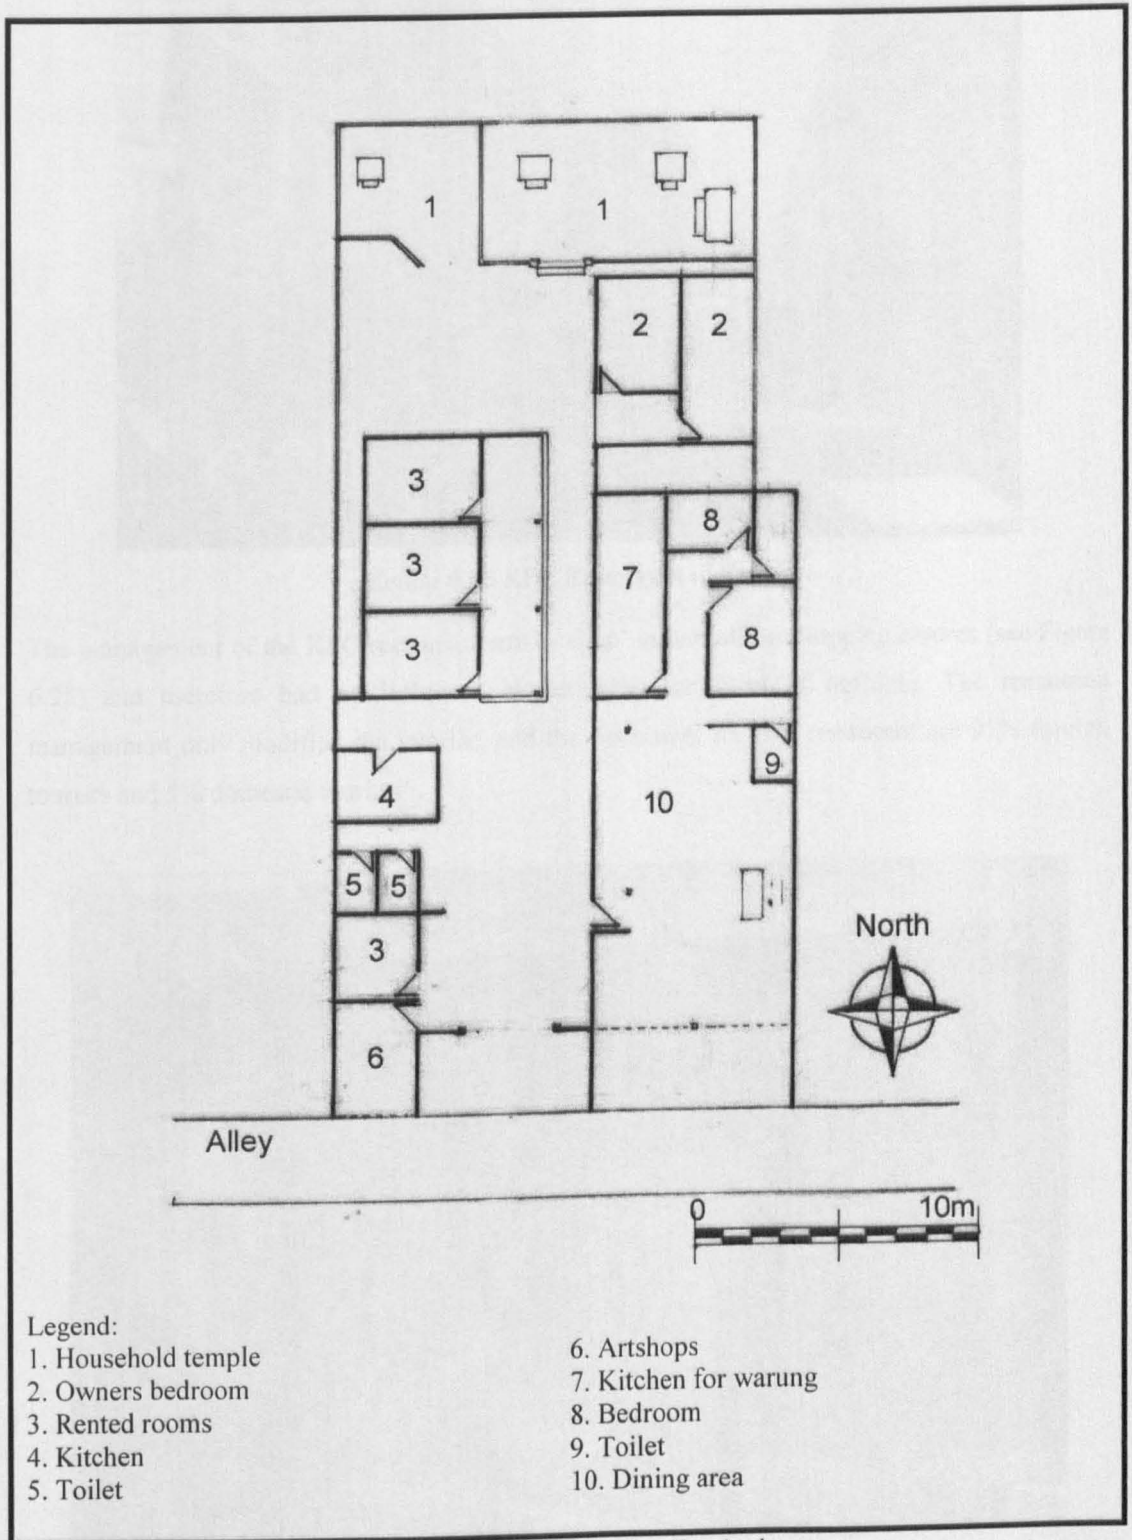 1
1
2
2
3
8
3
7
3
8
9
4
10
5
5
North
3
6
Alley
0
10m
Legend:
1. Household temple
2. Owners bedroom
3. Rented rooms
4. Kitchen
5. Toilet
6. Artshops
7. Kitchen for warung
8. Bedroom
9. Toilet
10. Dining area